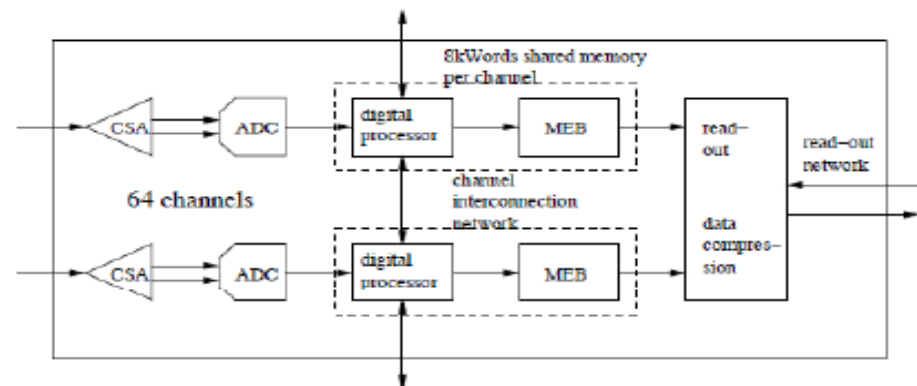 8kWords shared memory
per channel
CSA
ADC
digital
processor
MEB
read-
out
read-out
network
64 channels
channel
interconnection
network
data
compres-
sion
CSA
ADC
digital
processor
MEB